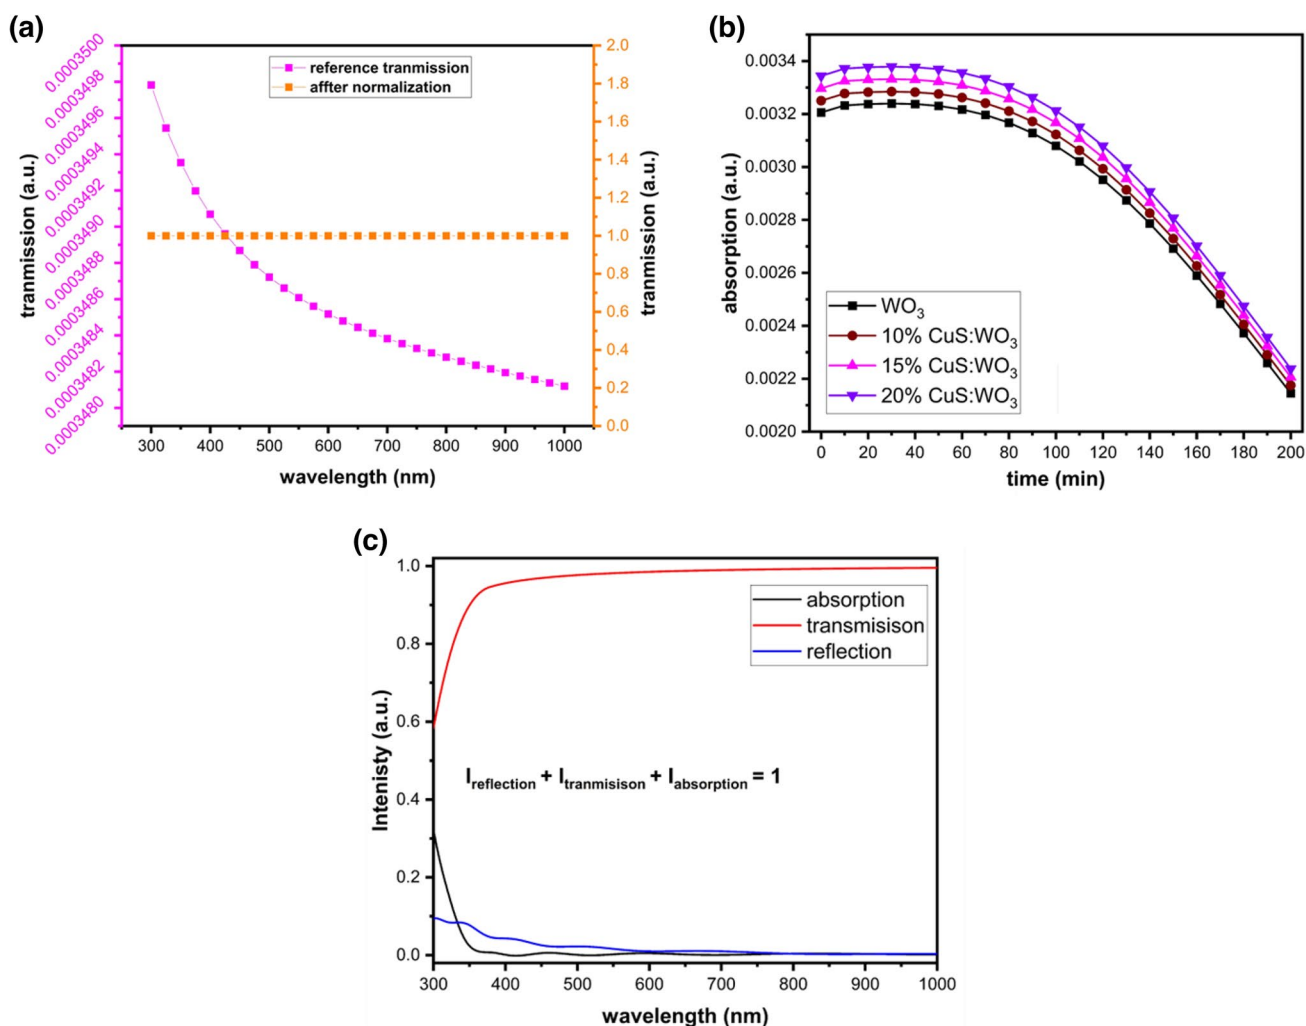 (a)
0.0003500
0.0003498
0.0003496
0.0003494
0.0003492
0.0003490
0.0003488
0.0003486
0.0003484
0.0003482
0.0003480
tranmission (a.u.)
reference tranmission
affter normalization
2.0
1.8
1.6
1.4
1.2
1.0
0.8
0.6
0.4
0.2
0.0
tranmission (a.u.)
300 400 500 600 700 800 900 1000
wavelength (nm)
(b)
0.0034
0.0032
0.0030
0.0028
0.0026
0.0024
0.0022
0.0020
absorption (a.u.)
WO3
10% CuS:WO3
15% CuS:WO3
20% CuS:WO3
0 20 40 60 80 100 120 140 160 180 200
time (min)
(c)
1.0
0.8
0.6
0.4
0.2
0.0
Intenisty (a.u.)
absorption
transmisison
reflection
Ireflection + Itranmisison + Iabsorption = 1
300 400 500 600 700 800 900 1000
wavelength (nm)